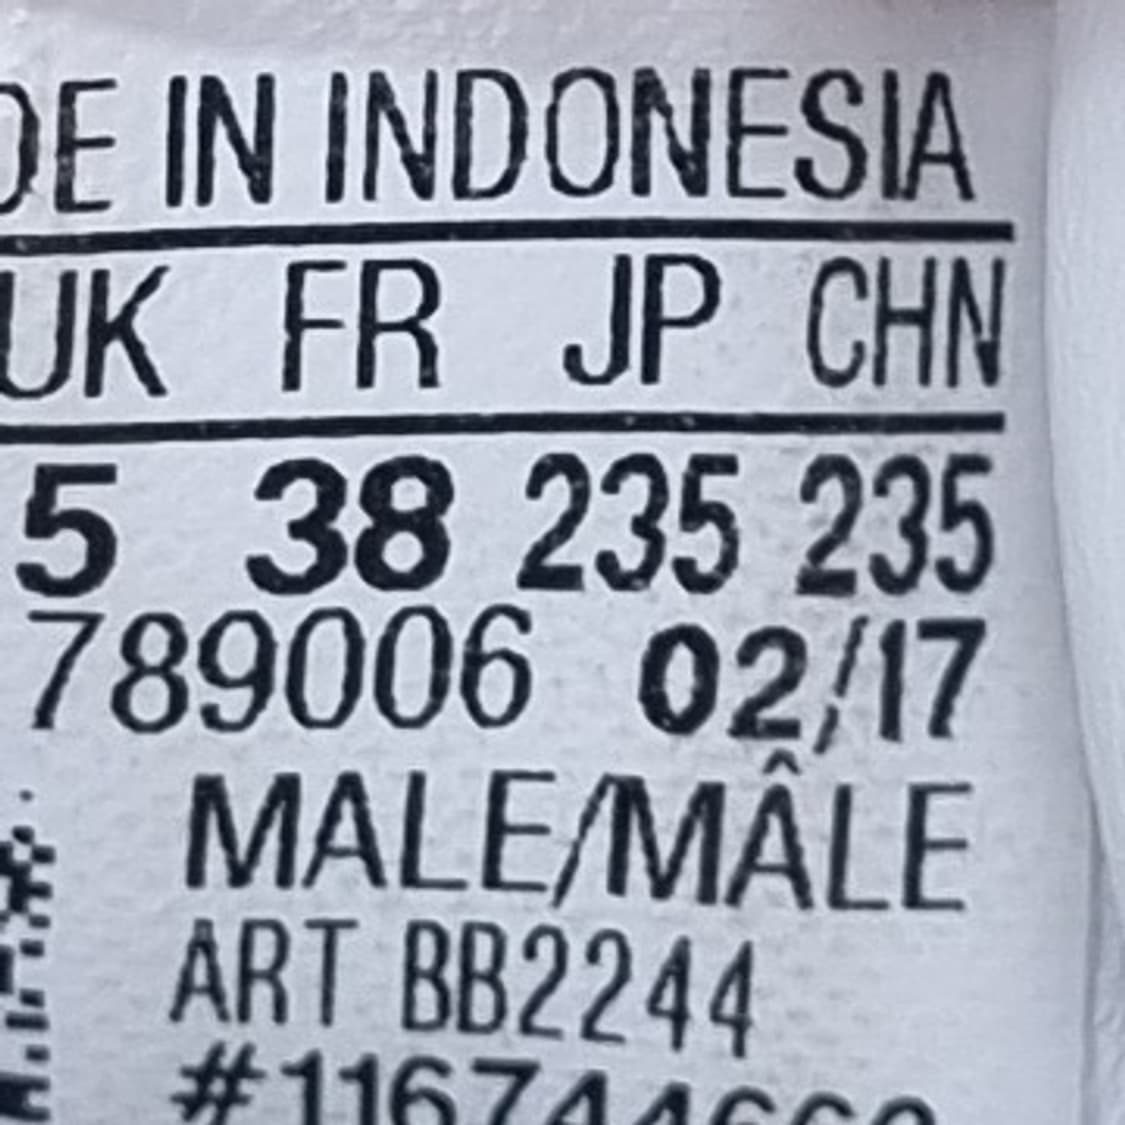 DE IN INDONESIA
UK FR JP CHN
5 38 235 235
789006 02/17
MALE/MÂLE
ART BB2244